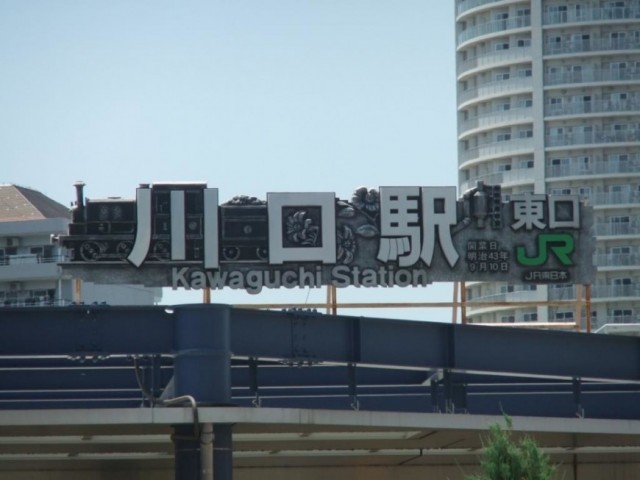 川口駅
Kawaguchi Station
開業日
明治43年
9月10日
東口
JR
JR東日本